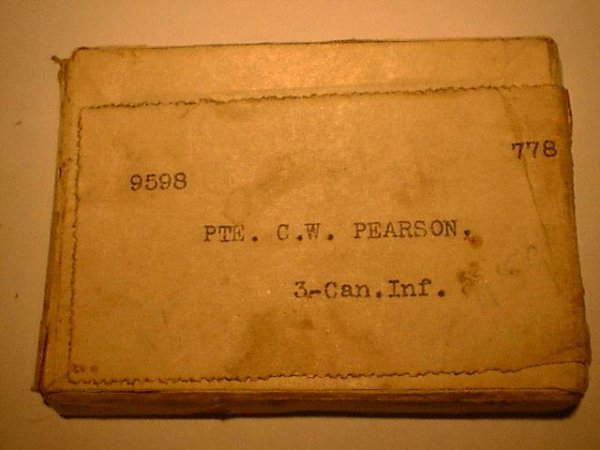 778
9598
PTE. C.W. PEARSON,
3-Can.Inf.